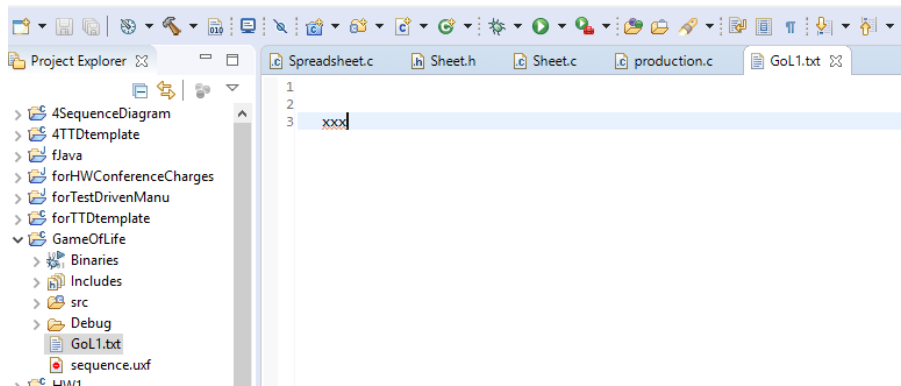 Project Explorer
Spreadsheet.c
Sheet.h
Sheet.c
production.c
GoL1.txt
4SequenceDiagram
4TTDtemplate
fJava
forHWConferenceCharges
forTestDrivenManu
forTTDtemplate
GameOfLife
Binaries
Includes
src
Debug
GoL1.txt
sequence.uxf
HW1
1
2
3 xxx